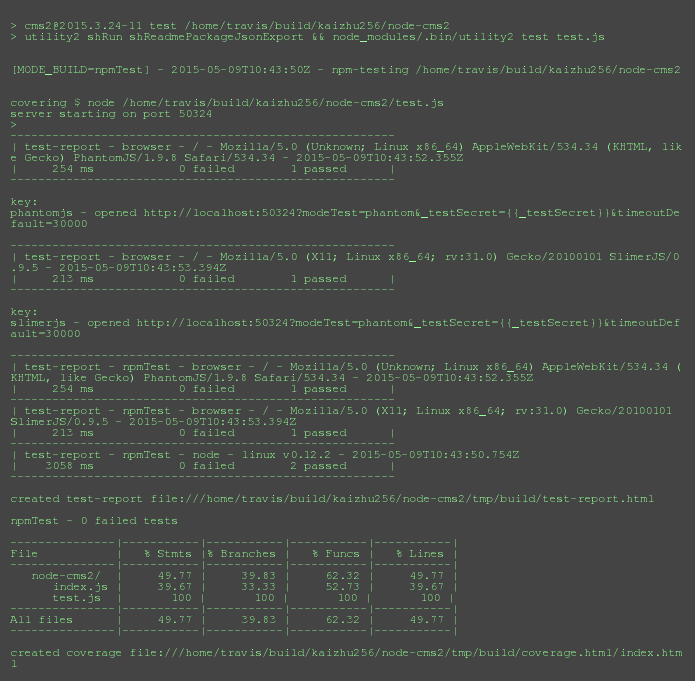 > cms2@2015.3.24-11 test /home/travis/build/kaizhu256/node-cms2
> utility2 shRun shReadmePackageJsonExport && node_modules/.bin/utility2 test test.js
[MODE_BUILD=npmTest] - 2015-05-09T10:43:50Z - npm-testing /home/travis/build/kaizhu256/node-cms2
covering $ node /home/travis/build/kaizhu256/node-cms2/test.js
server starting on port 50324
>
-------------------------------------------------------
| test-report - browser - / - Mozilla/5.0 (Unknown; Linux x86_64) AppleWebKit/534.34 (KHTML, lik
e Gecko) PhantomJS/1.9.8 Safari/534.34 - 2015-05-09T10:43:52.355Z
|     254 ms            0 failed        1 passed      |
-------------------------------------------------------
key:
phantomjs - opened http://localhost:50324?modeTest=phantom&_testSecret={{_testSecret}}&timeoutDe
fault=30000
-------------------------------------------------------
| test-report - browser - / - Mozilla/5.0 (X11; Linux x86_64; rv:31.0) Gecko/20100101 SlimerJS/0
.9.5 - 2015-05-09T10:43:53.394Z
|     213 ms            0 failed        1 passed      |
-------------------------------------------------------
key:
slimerjs - opened http://localhost:50324?modeTest=phantom&_testSecret={{_testSecret}}&timeoutDef
ault=30000
-------------------------------------------------------
| test-report - npmTest - browser - / - Mozilla/5.0 (Unknown; Linux x86_64) AppleWebKit/534.34 (
KHTML, like Gecko) PhantomJS/1.9.8 Safari/534.34 - 2015-05-09T10:43:52.355Z
|     254 ms            0 failed        1 passed      |
-------------------------------------------------------
| test-report - npmTest - browser - / - Mozilla/5.0 (X11; Linux x86_64; rv:31.0) Gecko/20100101
SlimerJS/0.9.5 - 2015-05-09T10:43:53.394Z
|     213 ms            0 failed        1 passed      |
-------------------------------------------------------
| test-report - npmTest - node - linux v0.12.2 - 2015-05-09T10:43:50.754Z
|    3058 ms            0 failed        2 passed      |
-------------------------------------------------------
created test-report file:///home/travis/build/kaizhu256/node-cms2/tmp/build/test-report.html
npmTest - 0 failed tests
---------------|-----------|-----------|-----------|-----------|
File           |   % Stmts |% Branches |   % Funcs |   % Lines |
---------------|-----------|-----------|-----------|-----------|
   node-cms2/  |     49.77 |     39.83 |     62.32 |     49.77 |
      index.js |     39.67 |     33.33 |     52.73 |     39.67 |
      test.js  |       100 |       100 |       100 |       100 |
---------------|-----------|-----------|-----------|-----------|
All files      |     49.77 |     39.83 |     62.32 |     49.77 |
---------------|-----------|-----------|-----------|-----------|
created coverage file:///home/travis/build/kaizhu256/node-cms2/tmp/build/coverage.html/index.htm
l